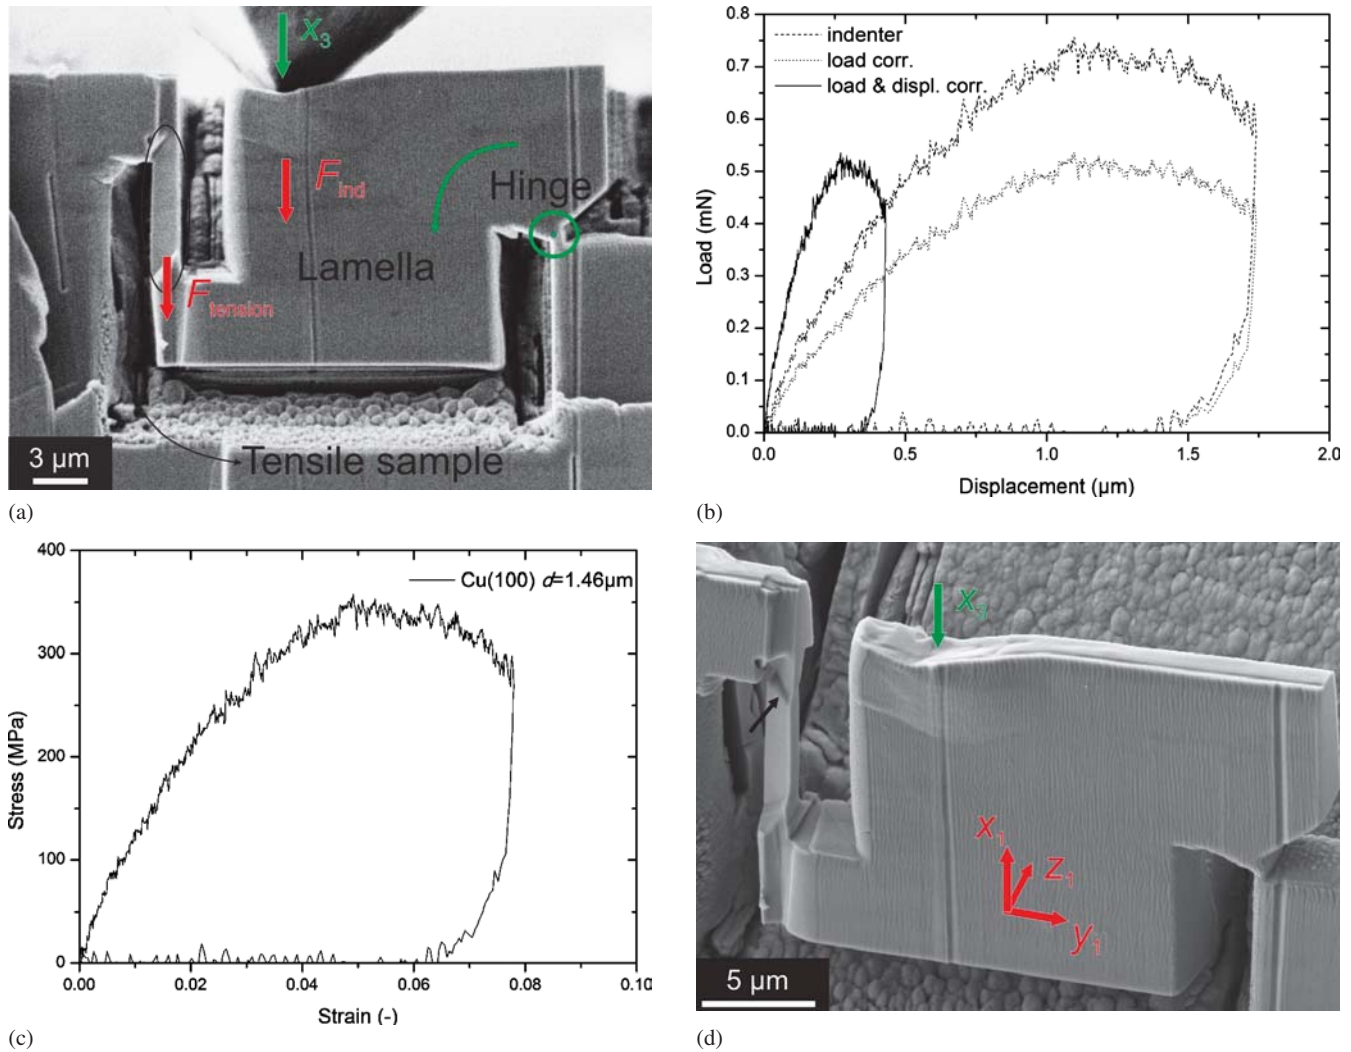 x₃
F_ind
Hinge
Lamella
F_tension
Tensile sample
3 µm
(a)
0.8
0.7
0.6
0.5
0.4
0.3
0.2
0.1
0.0
Load (mN)
indenter
load corr.
load & displ. corr.
0.0 0.5 1.0 1.5 2.0
Displacement (µm)
(b)
400
300
200
100
0
Stress (MPa)
Cu(100) d=1.46µm
0.00 0.02 0.04 0.06 0.08 0.10
Strain (-)
(c)
x₃
x₁
z₁
y₁
5 µm
(d)